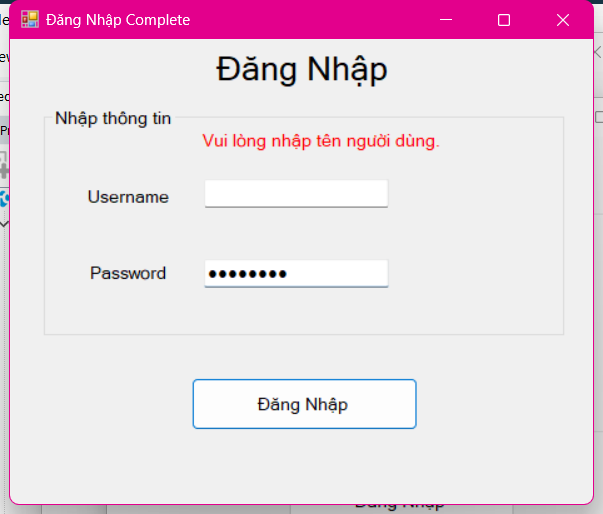 Đăng Nhập Complete
Đăng Nhập
Nhập thông tin
Vui lòng nhập tên người dùng.
Username
Password
Đăng Nhập